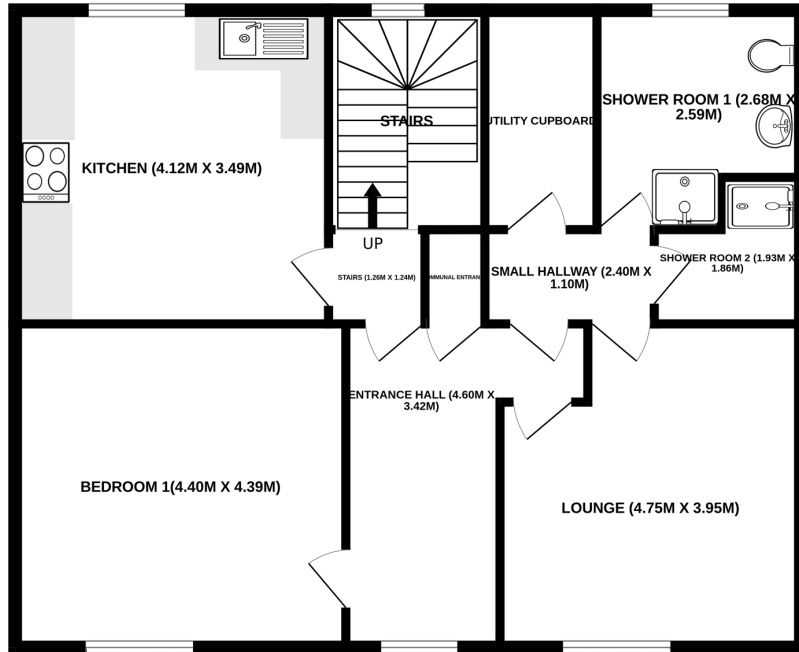 KITCHEN (4.12M X 3.49M)
STAIRS
UP
UTILITY CUPBOARD
SHOWER ROOM 1 (2.68M X
2.59M)
STAIRS (1.26M X 1.24M)
SMALL HALLWAY (2.40M X
1.10M)
SHOWER ROOM 2 (1.93M X
1.86M)
ENTRANCE HALL (4.60M X
3.42M)
BEDROOM 1(4.40M X 4.39M)
LOUNGE (4.75M X 3.95M)